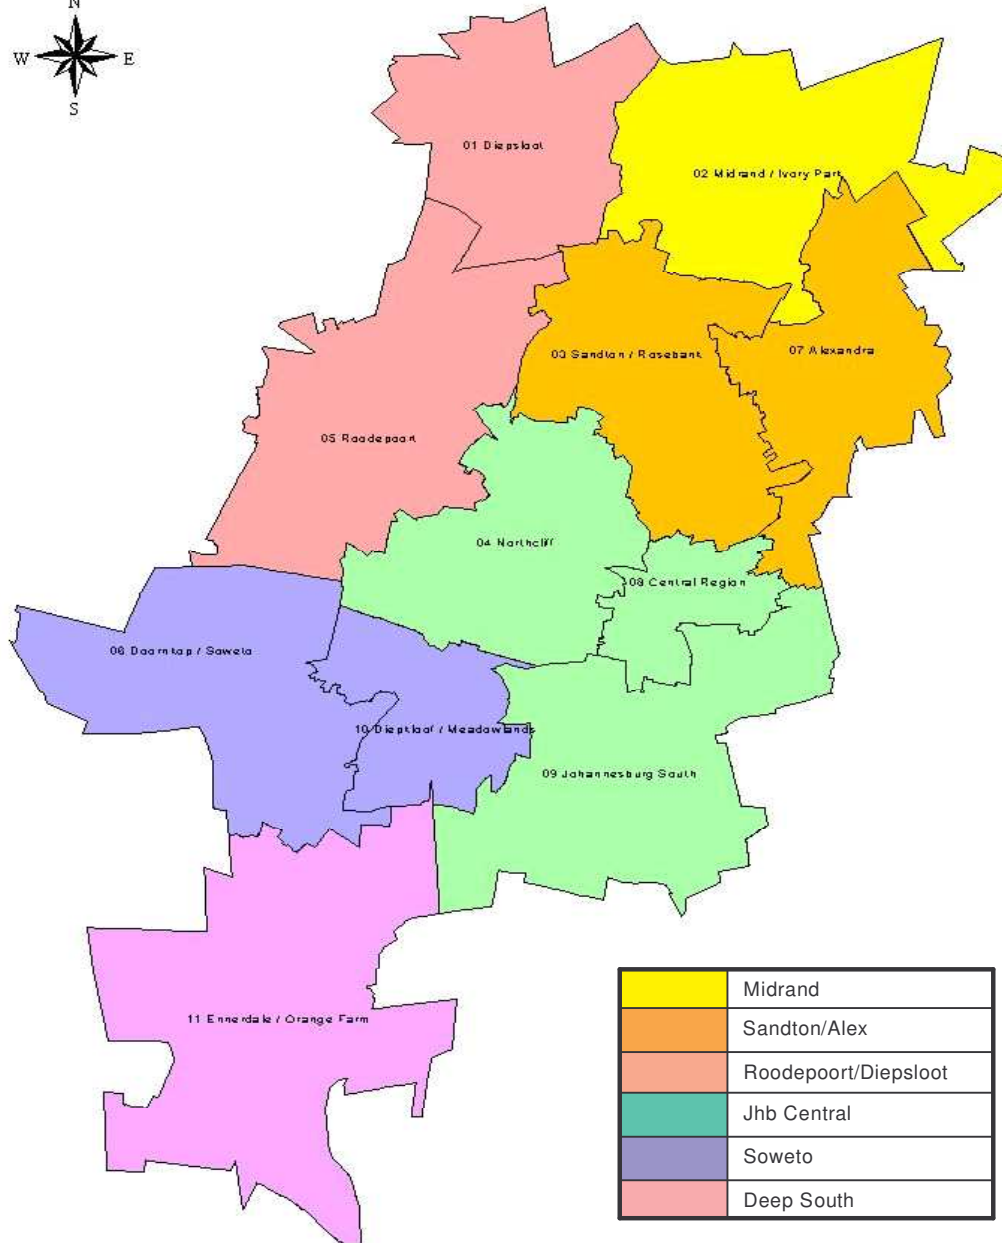 N
W E
S
01 Diepsloot
02 Midrand / Ivory Park
03 Sandton / Rosebank
07 Alexandra
05 Roodepoort
04 Northcliff
08 Central Region
06 Doornkop / Soweto
10 Diepkloof / Meadowlands
09 Johannesburg South
11 Ennerdale / Orange Farm
Midrand
Sandton/Alex
Roodepoort/Diepsloot
Jhb Central
Soweto
Deep South